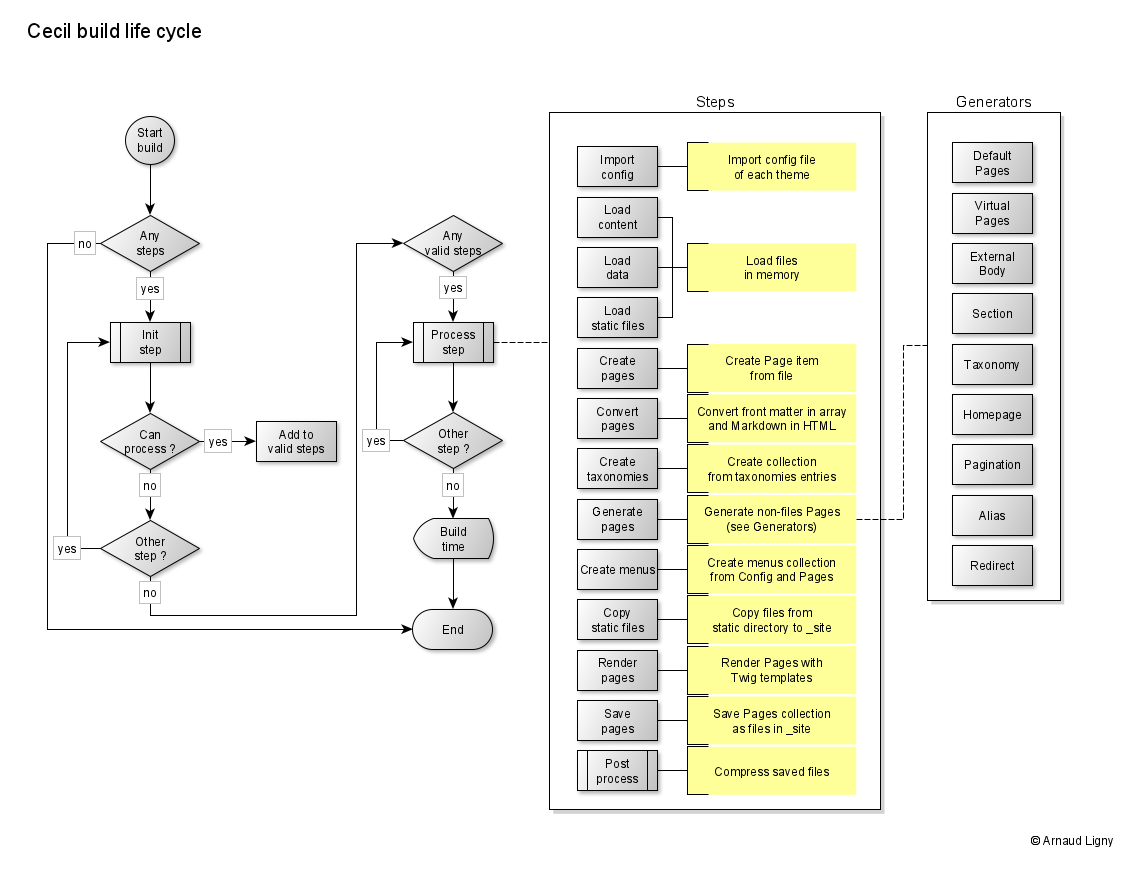 Cecil build life cycle
Start
build
Any
steps
no
yes
Init
step
Can
process ?
yes
Add to
valid steps
no
Other
step ?
yes
no
Any
valid steps
yes
Process
step
Other
step ?
yes
no
Build
time
End
Steps
Import
config
Import config file
of each theme
Load
content
Load
data
Load files
in memory
Load
static files
Create
pages
Create Page item
from file
Convert
pages
Convert front matter in array
and Markdown in HTML
Create
taxonomies
Create collection
from taxonomies entries
Generate
pages
Generate non-files Pages
(see Generators)
Create menus
Create menus collection
from Config and Pages
Copy
static files
Copy files from
static directory to _site
Render
pages
Render Pages with
Twig templates
Save
pages
Save Pages collection
as files in _site
Post
process
Compress saved files
Generators
Default
Pages
Virtual
Pages
External
Body
Section
Taxonomy
Homepage
Pagination
Alias
Redirect
© Arnaud Ligny